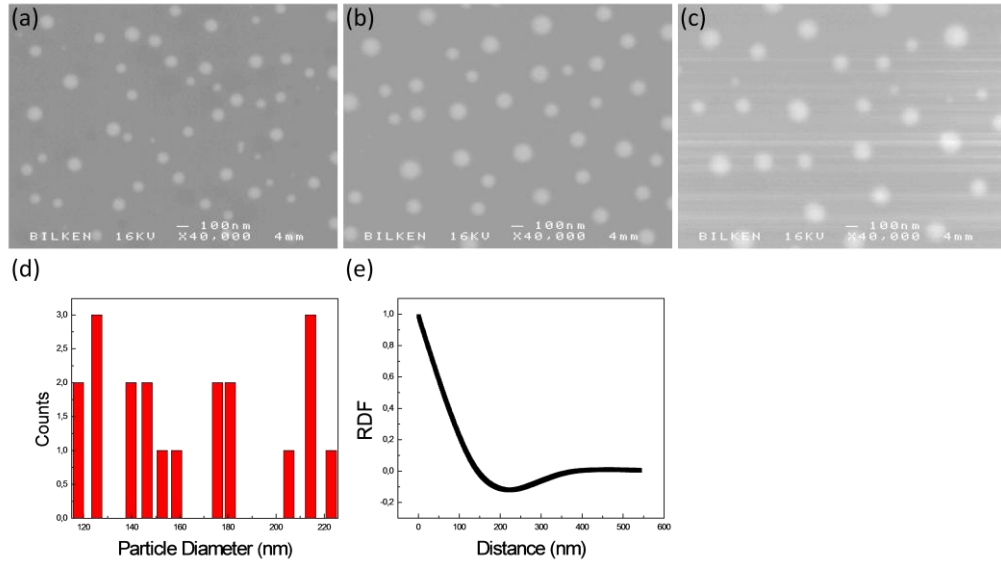 (a)
(b)
(c)
100nm
BILKEN 16KV X40,000 4mm
100nm
BILKEN 16KV X40,000 4mm
100nm
BILKEN 16KV X40,000 4mm
(d)
(e)
3,0
2,5
2,0
1,5
1,0
0,5
0,0
Counts
120 140 160 180 200 220
Particle Diameter (nm)
1,0
0,8
0,6
0,4
0,2
0,0
-0,2
RDF
0 100 200 300 400 500 600
Distance (nm)